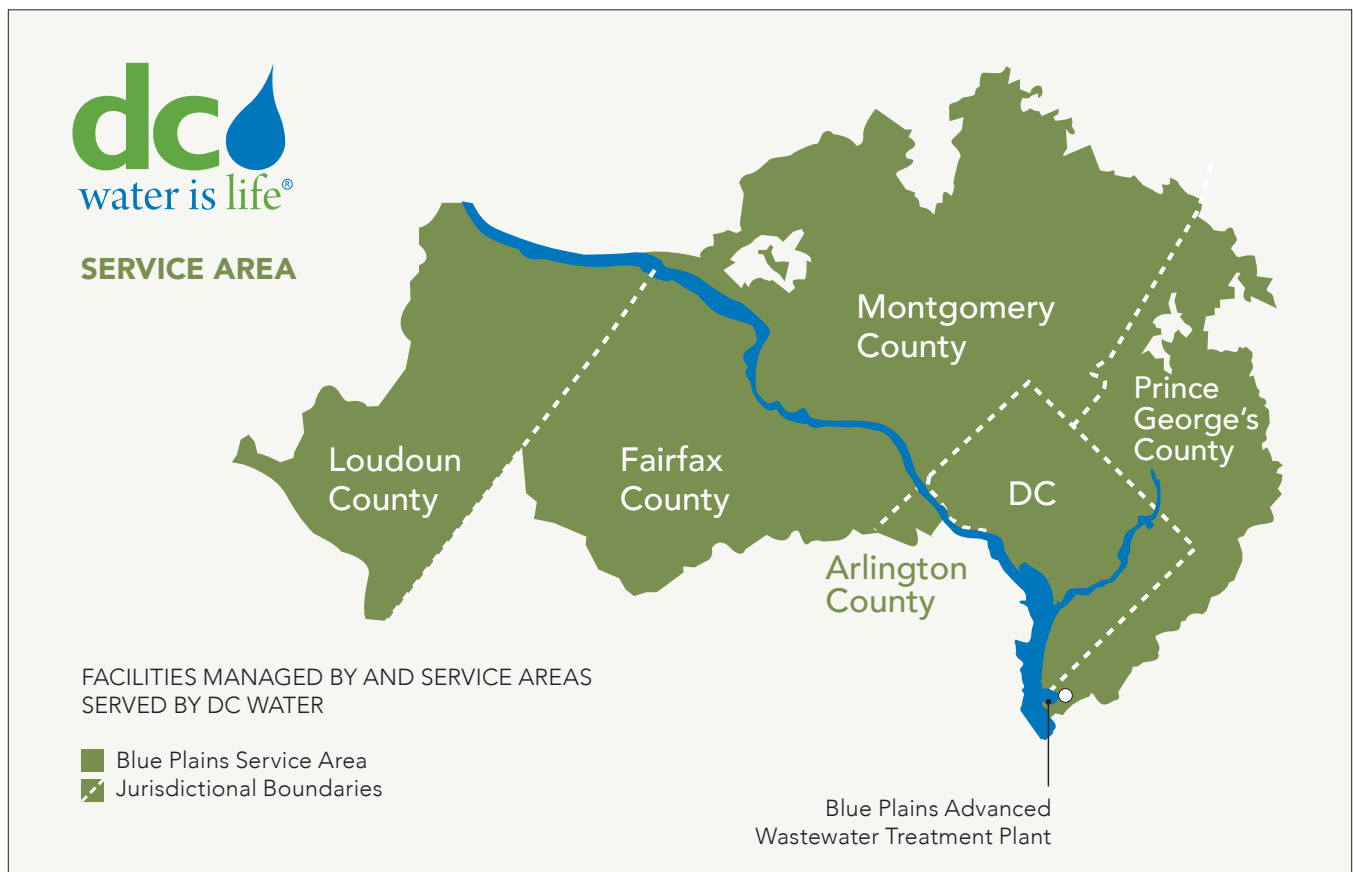 dc
water is life®
SERVICE AREA
Montgomery
County
Prince
George's
County
Loudoun
County
Fairfax
County
DC
Arlington
County
FACILITIES MANAGED BY AND SERVICE AREAS
SERVED BY DC WATER
Blue Plains Service Area
Jurisdictional Boundaries
Blue Plains Advanced
Wastewater Treatment Plant